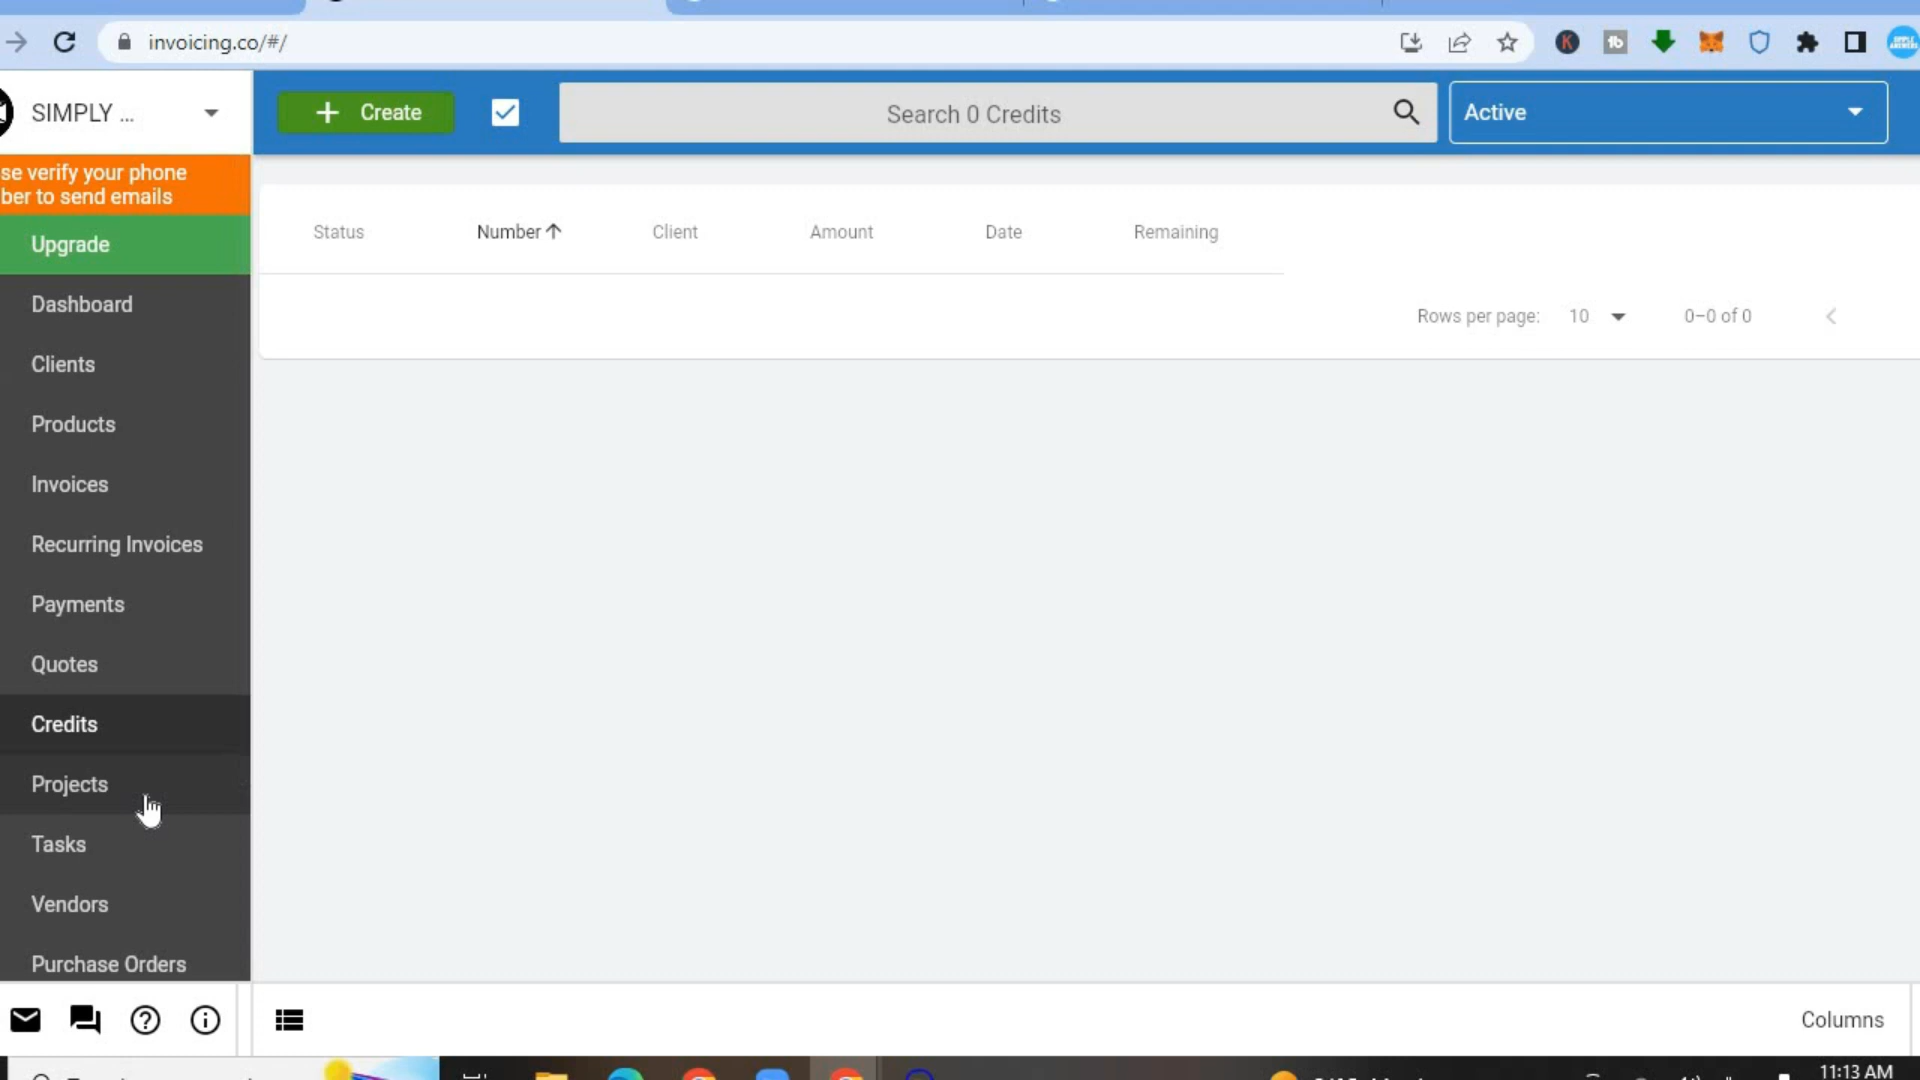 invoicing.co/#/
SIMPLY ...
Create
Search 0 Credits
Active
se verify your phone
ber to send emails
Upgrade
Status
Number
Client
Amount
Date
Remaining
Dashboard
Rows per page:
10
0–0 of 0
Clients
Products
Invoices
Recurring Invoices
Payments
Quotes
Credits
Projects
Tasks
Vendors
Purchase Orders
Columns
11:13 AM